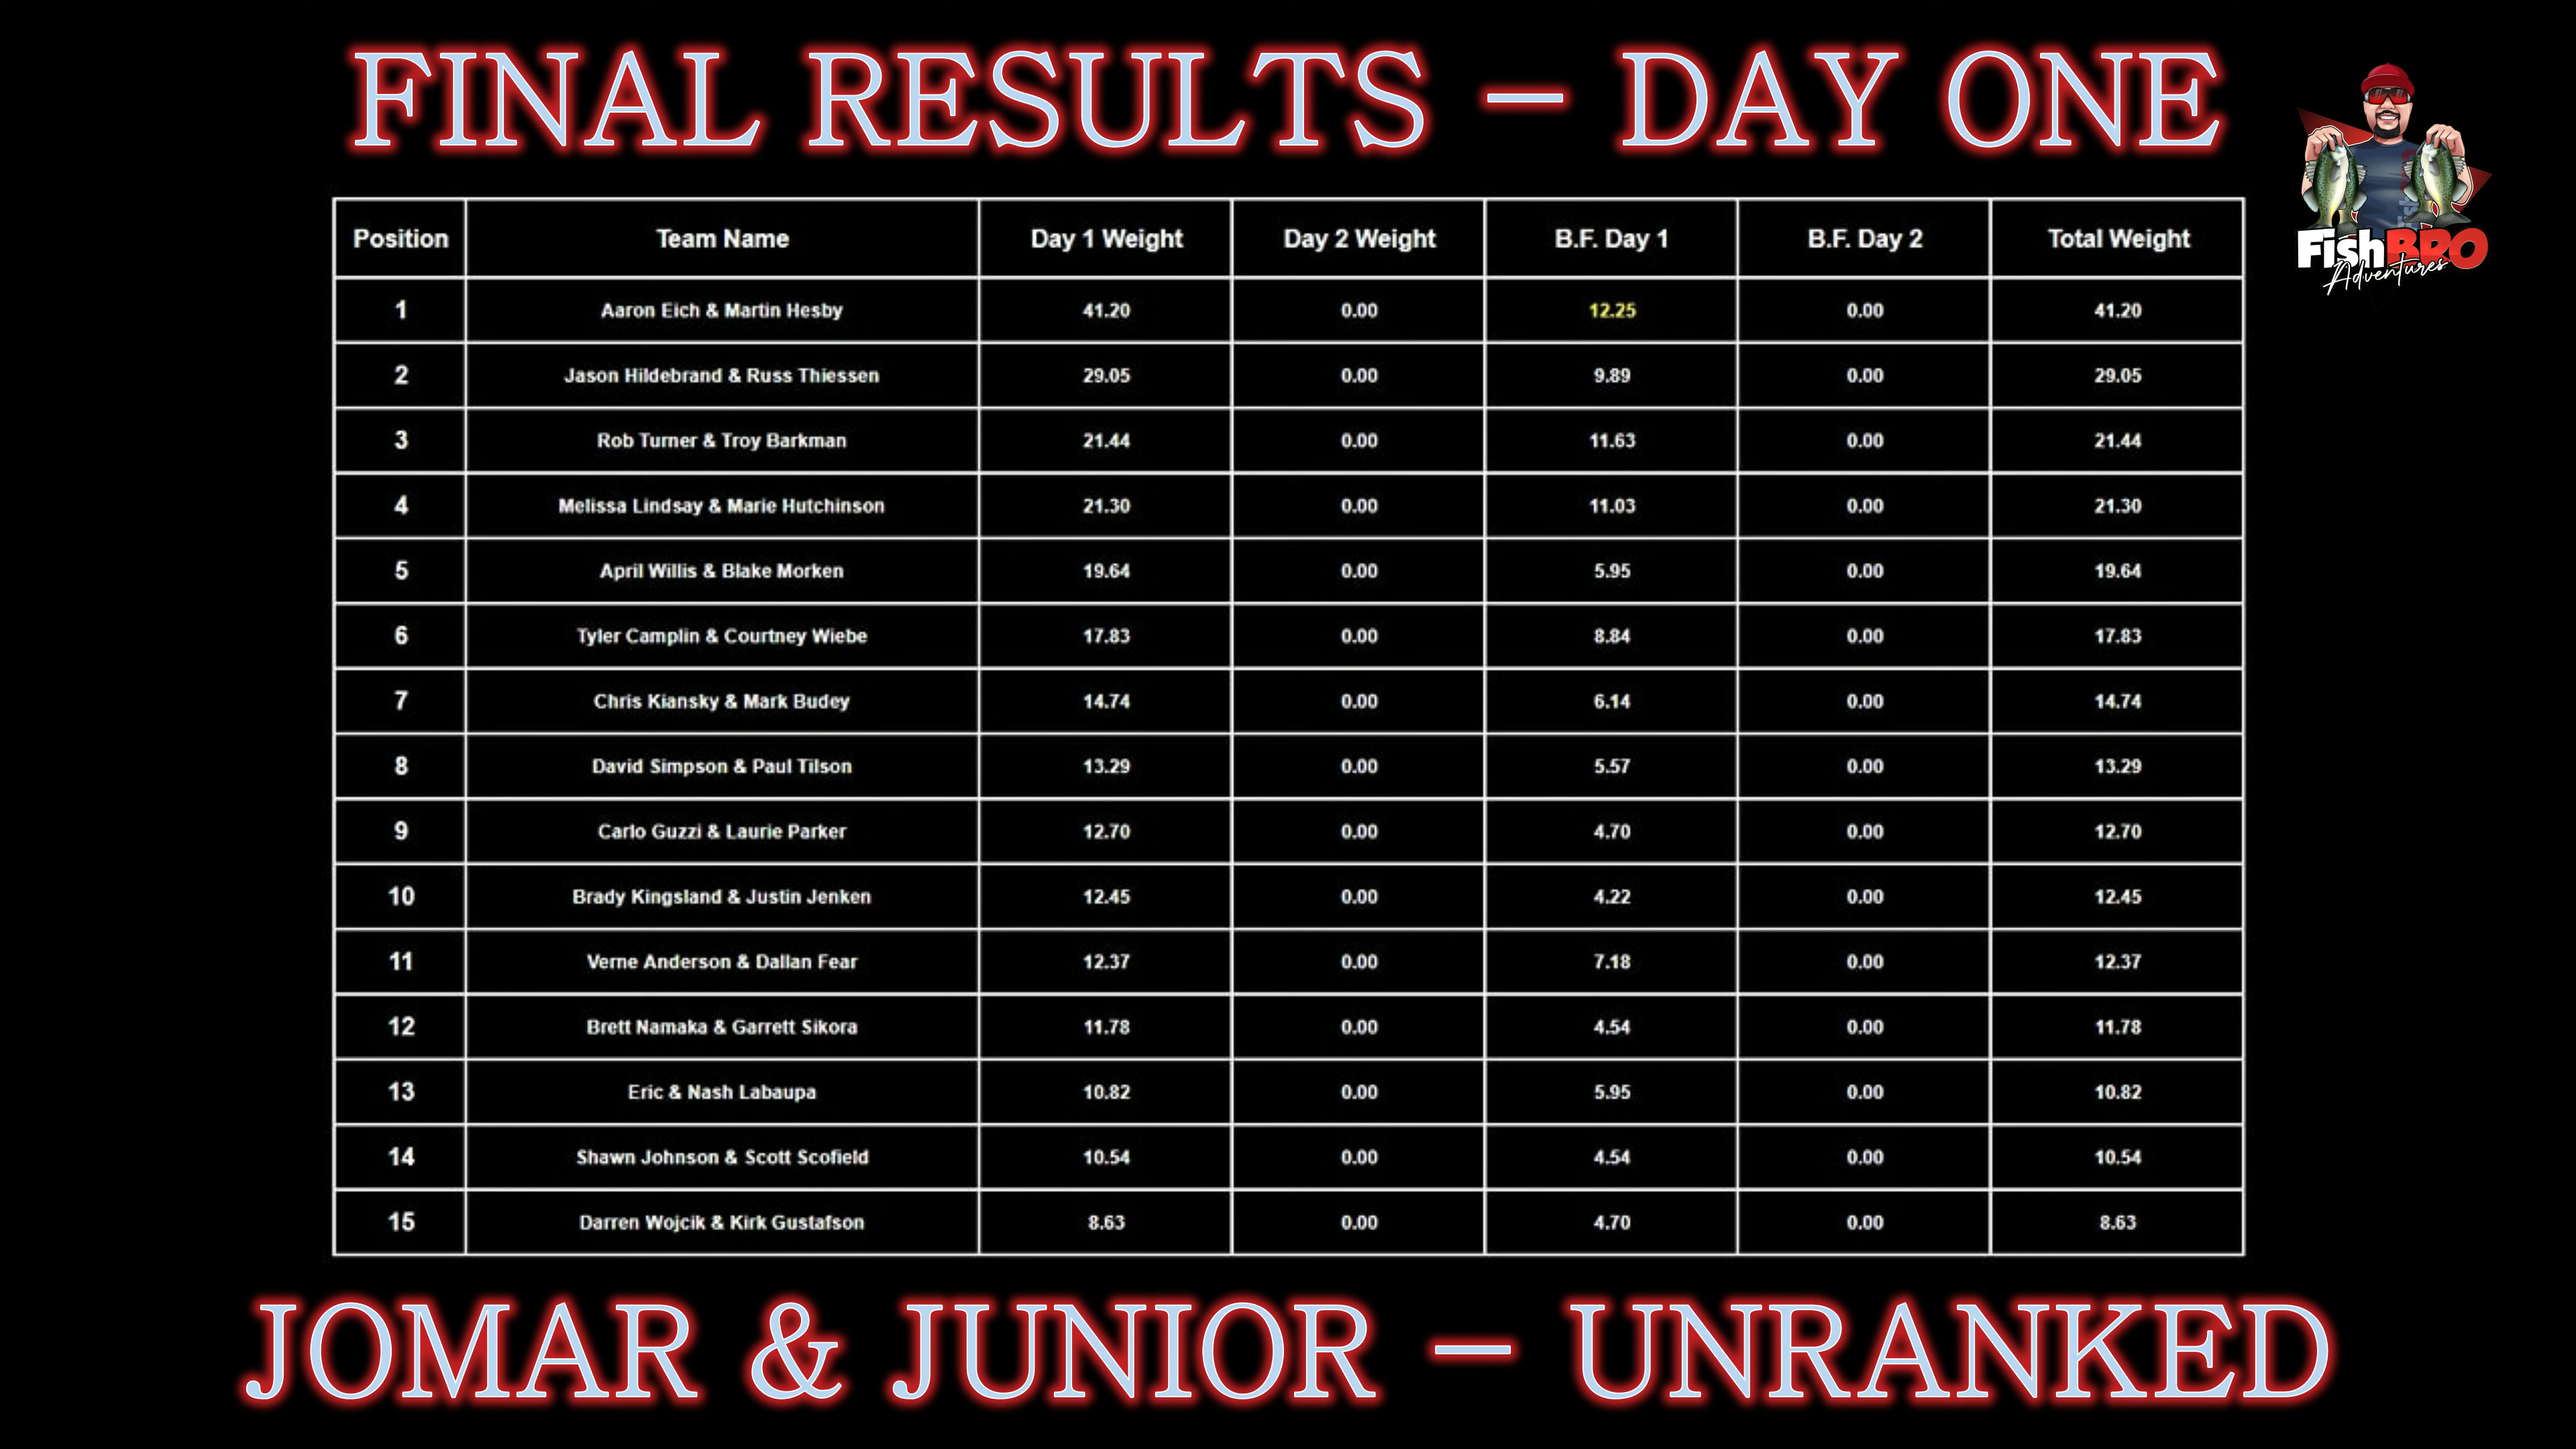 FINAL RESULTS – DAY ONE
FishBRO
Adventures
Position Team Name Day 1 Weight Day 2 Weight B.F. Day 1 B.F. Day 2 Total Weight
1 Aaron Eich & Martin Hesby 41.20 0.00 12.25 0.00 41.20
2 Jason Hildebrand & Russ Thiessen 29.05 0.00 9.89 0.00 29.05
3 Rob Turner & Troy Barkman 21.44 0.00 11.63 0.00 21.44
4 Melissa Lindsay & Marie Hutchinson 21.30 0.00 11.03 0.00 21.30
5 April Willis & Blake Morken 19.64 0.00 5.95 0.00 19.64
6 Tyler Camplin & Courtney Wiebe 17.83 0.00 8.84 0.00 17.83
7 Chris Kiansky & Mark Budey 14.74 0.00 6.14 0.00 14.74
8 David Simpson & Paul Tilson 13.29 0.00 5.57 0.00 13.29
9 Carlo Guzzi & Laurie Parker 12.70 0.00 4.70 0.00 12.70
10 Brady Kingsland & Justin Jenken 12.45 0.00 4.22 0.00 12.45
11 Verne Anderson & Dallan Fear 12.37 0.00 7.18 0.00 12.37
12 Brett Namaka & Garrett Sikora 11.78 0.00 4.54 0.00 11.78
13 Eric & Nash Labaupa 10.82 0.00 5.95 0.00 10.82
14 Shawn Johnson & Scott Scofield 10.54 0.00 4.54 0.00 10.54
15 Darren Wojcik & Kirk Gustafson 8.63 0.00 4.70 0.00 8.63
JOMAR & JUNIOR – UNRANKED